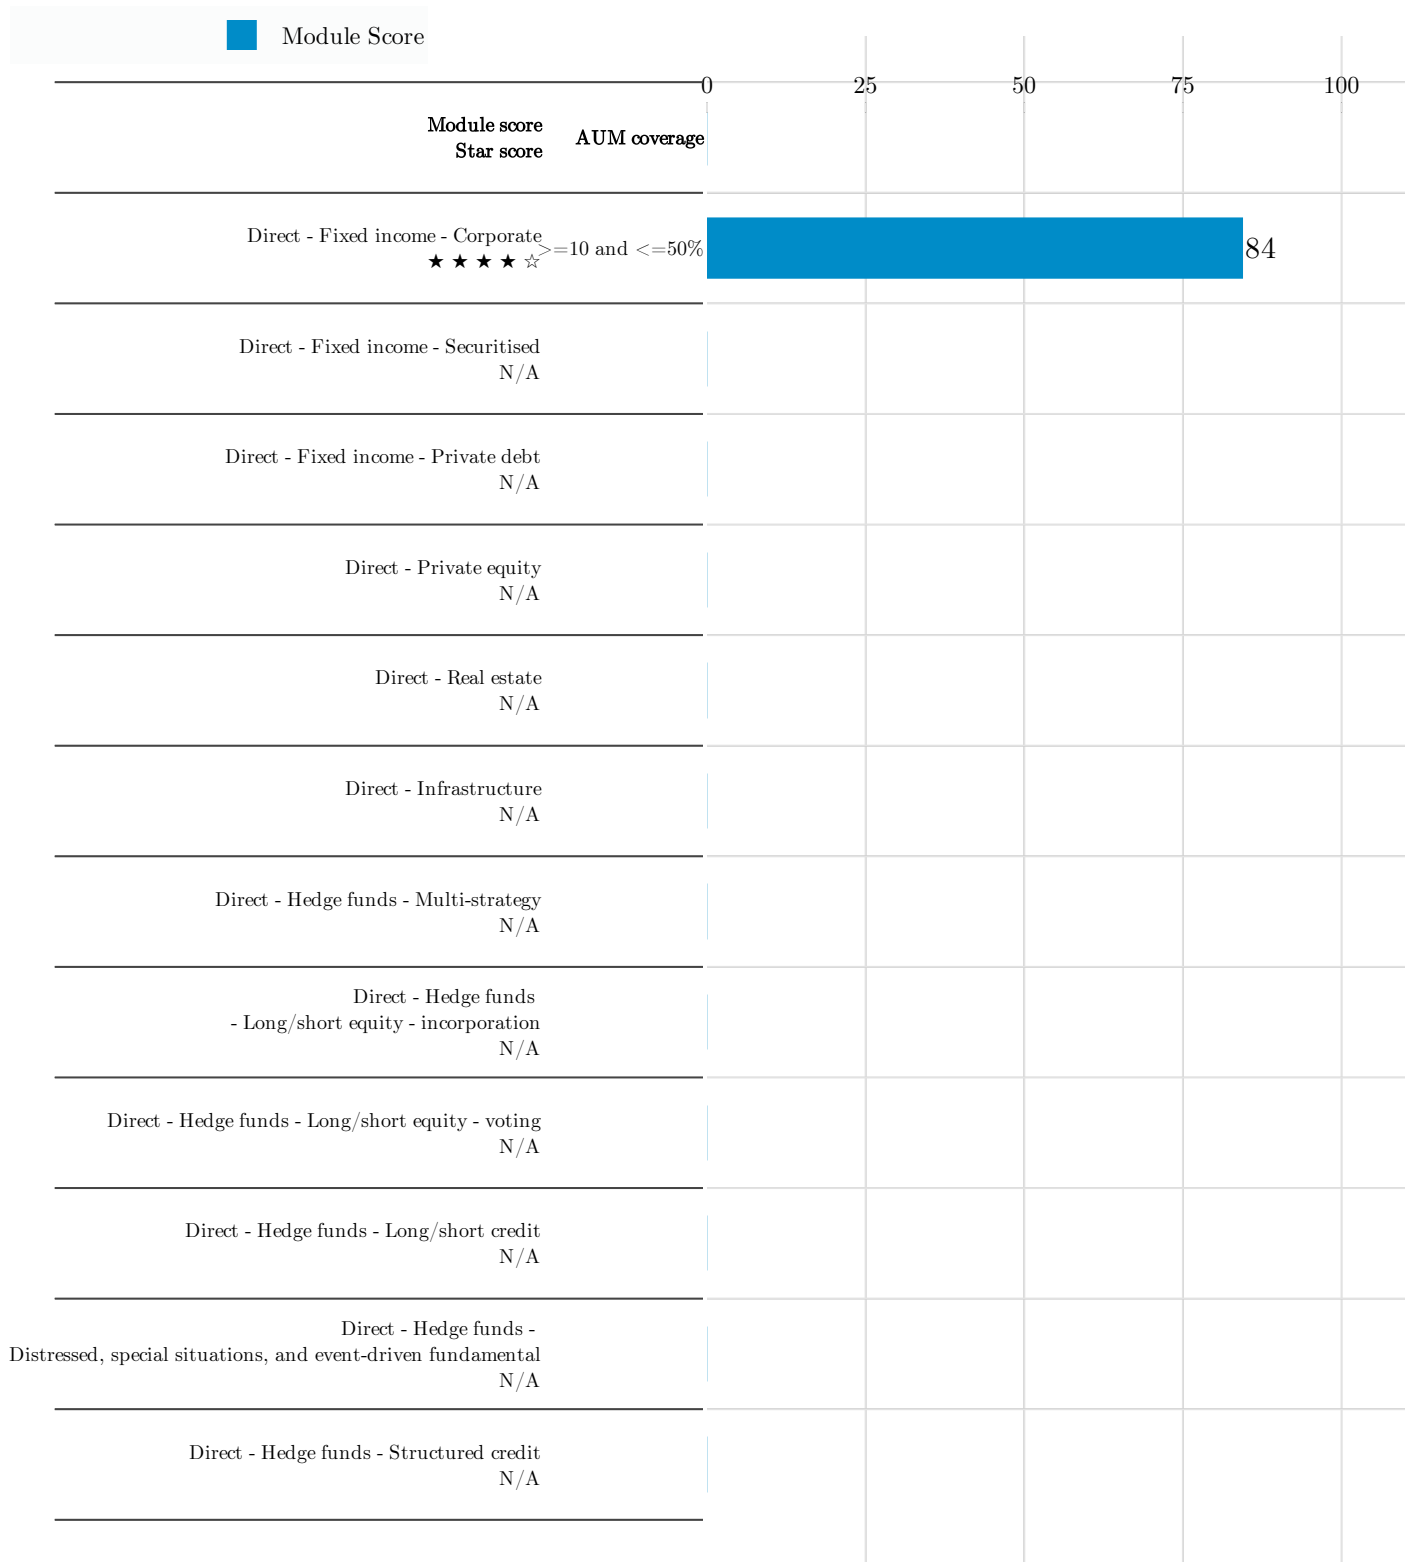 Module Score
0 25 50 75 100
Module score
Star score
AUM coverage
Direct - Fixed income - Corporate
★ ★ ★ ★ ☆
>=10 and <=50%
84
Direct - Fixed income - Securitised
N/A
Direct - Fixed income - Private debt
N/A
Direct - Private equity
N/A
Direct - Real estate
N/A
Direct - Infrastructure
N/A
Direct - Hedge funds - Multi-strategy
N/A
Direct - Hedge funds
- Long/short equity - incorporation
N/A
Direct - Hedge funds - Long/short equity - voting
N/A
Direct - Hedge funds - Long/short credit
N/A
Direct - Hedge funds -
Distressed, special situations, and event-driven fundamental
N/A
Direct - Hedge funds - Structured credit
N/A